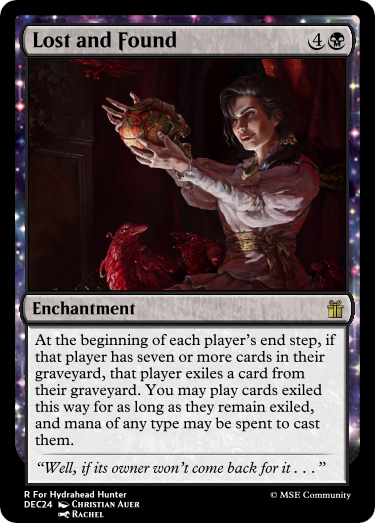 Lost and Found 4
Enchantment
At the beginning of each player's end step, if
that player has seven or more cards in their
graveyard, that player exiles a card from
their graveyard. You may play cards exiled
this way for as long as they remain exiled,
and mana of any type may be spent to cast
them.
“Well, if its owner won't come back for it . . .”
R For Hydrahead Hunter
DEC24 Christian Auer © MSE Community
Rachel